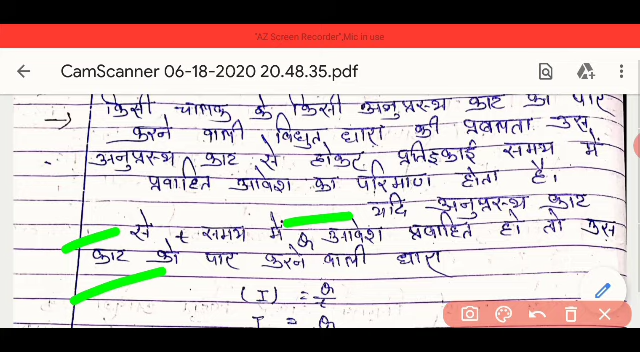 "AZ Screen Recorder",Mic in use
CamScanner 06-18-2020 20.48.35.pdf
→ किसी चालक के किसी अनुप्रस्थ काट को पार
करने वाली विद्युत धारा की प्रबलता उस
अनुप्रस्थ काट से होकर प्रतिइकाई समय में
प्रवाहित आवेश का परिमाण होता है।
यदि अनुप्रस्थ काट
से t समय में Q आवेश प्रवाहित हो तो उस
काट को पार करने वाली धारा
(I) = Q/t
I = Q